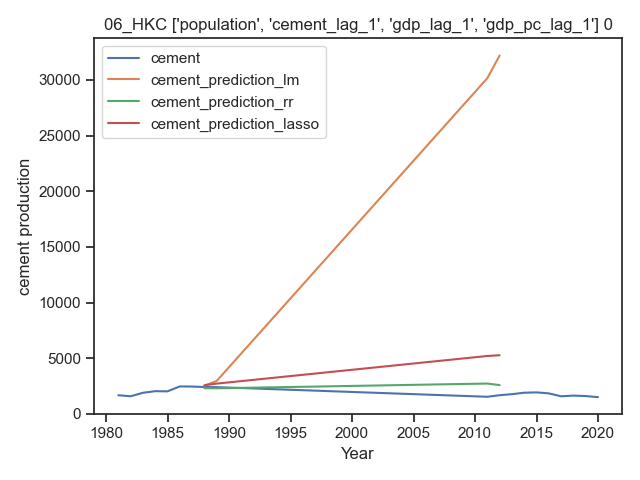 06_HKC ['population', 'cement_lag_1', 'gdp_lag_1', 'gdp_pc_lag_1'] 0
cement
cement_prediction_lm
cement_prediction_rr
cement_prediction_lasso
cement production
30000
25000
20000
15000
10000
5000
0
1980
1985
1990
1995
2000
2005
2010
2015
2020
Year